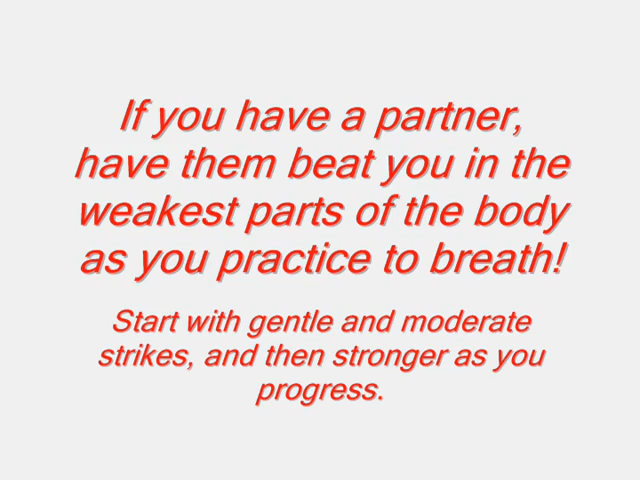 If you have a partner,
have them beat you in the
weakest parts of the body
as you practice to breath!
Start with gentle and moderate
strikes, and then stronger as you
progress.